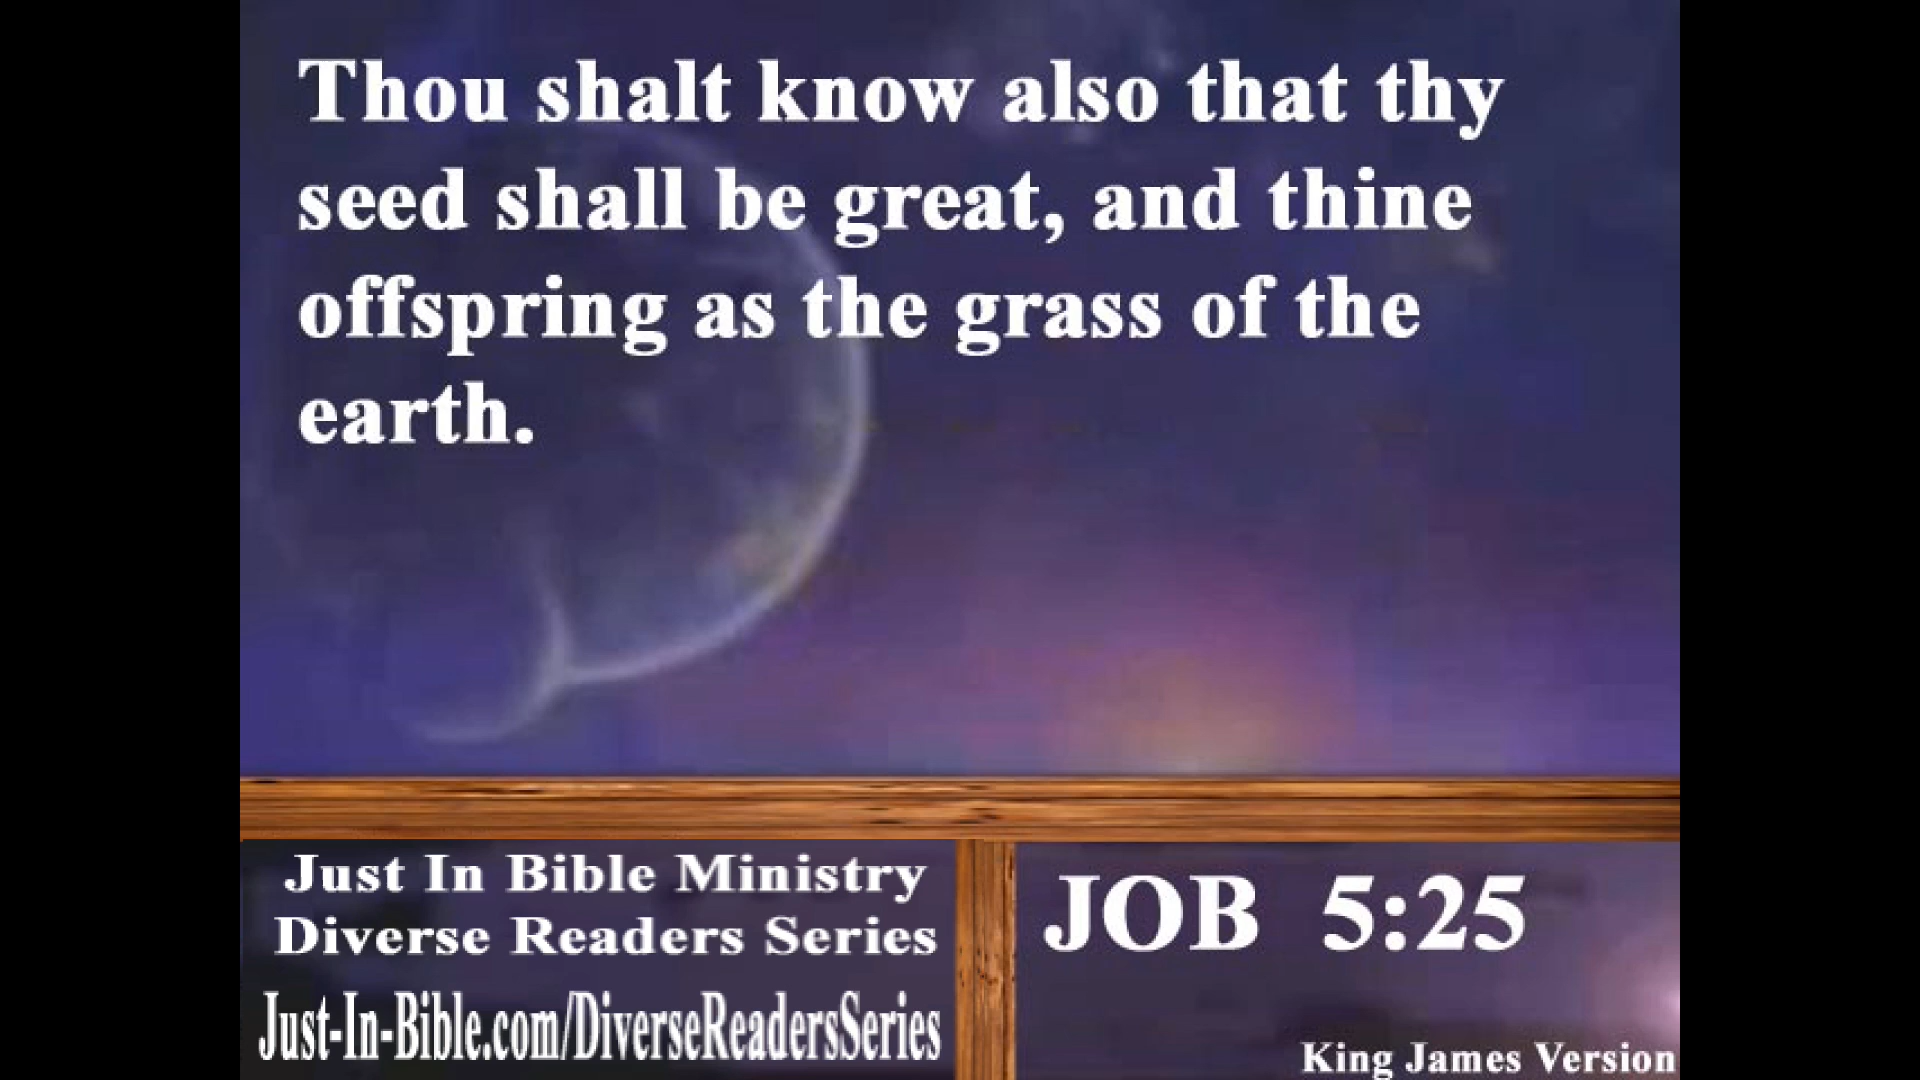 Thou shalt know also that thy
seed shall be great, and thine
offspring as the grass of the
earth.
Just In Bible Ministry
Diverse Readers Series
Just-In-Bible.com/DiverseReadersSeries
JOB 5:25
King James Version